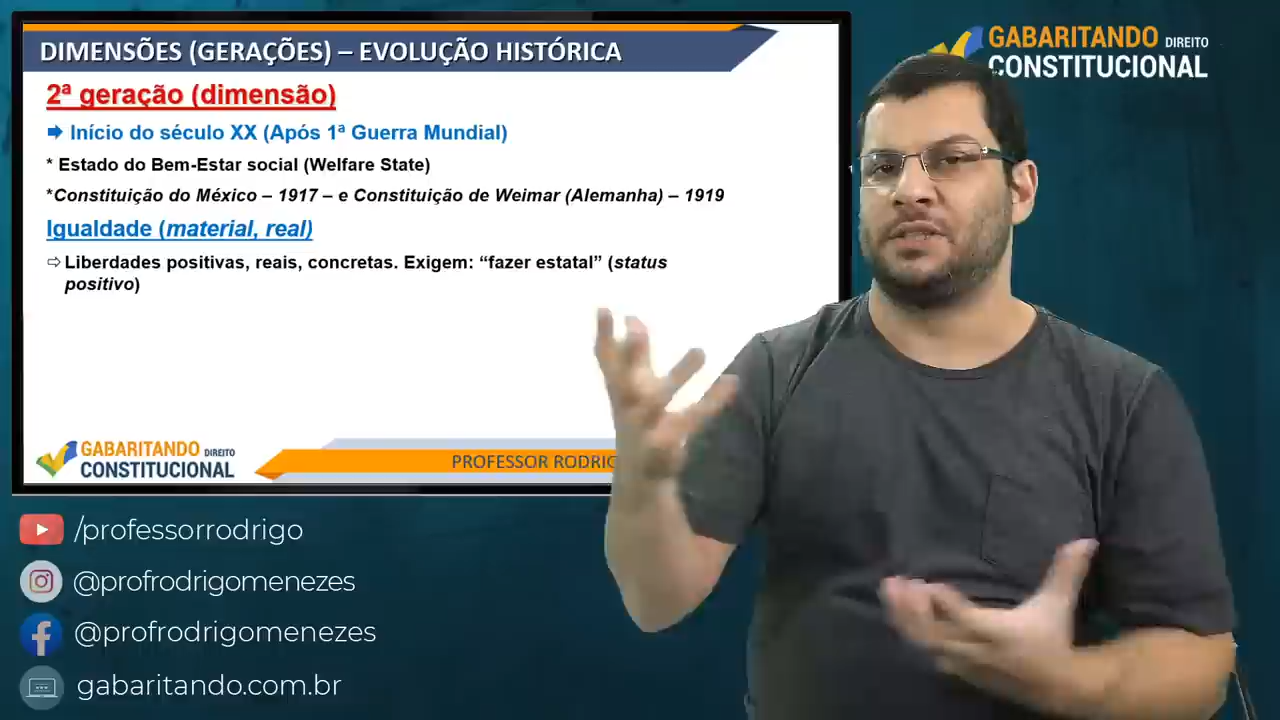 DIMENSÕES (GERAÇÕES) – EVOLUÇÃO HISTÓRICA
2ª geração (dimensão)
Início do século XX (Após 1ª Guerra Mundial)
* Estado do Bem-Estar social (Welfare State)
*Constituição do México – 1917 – e Constituição de Weimar (Alemanha) – 1919
Igualdade (material, real)
Liberdades positivas, reais, concretas. Exigem: “fazer estatal” (status
positivo)
GABARITANDO DIREITO
CONSTITUCIONAL
PROFESSOR
GABARITANDO DIREITO
CONSTITUCIONAL
/professorrodrigo
@profrodrigomenezes
@profrodrigomenezes
gabaritando.com.br